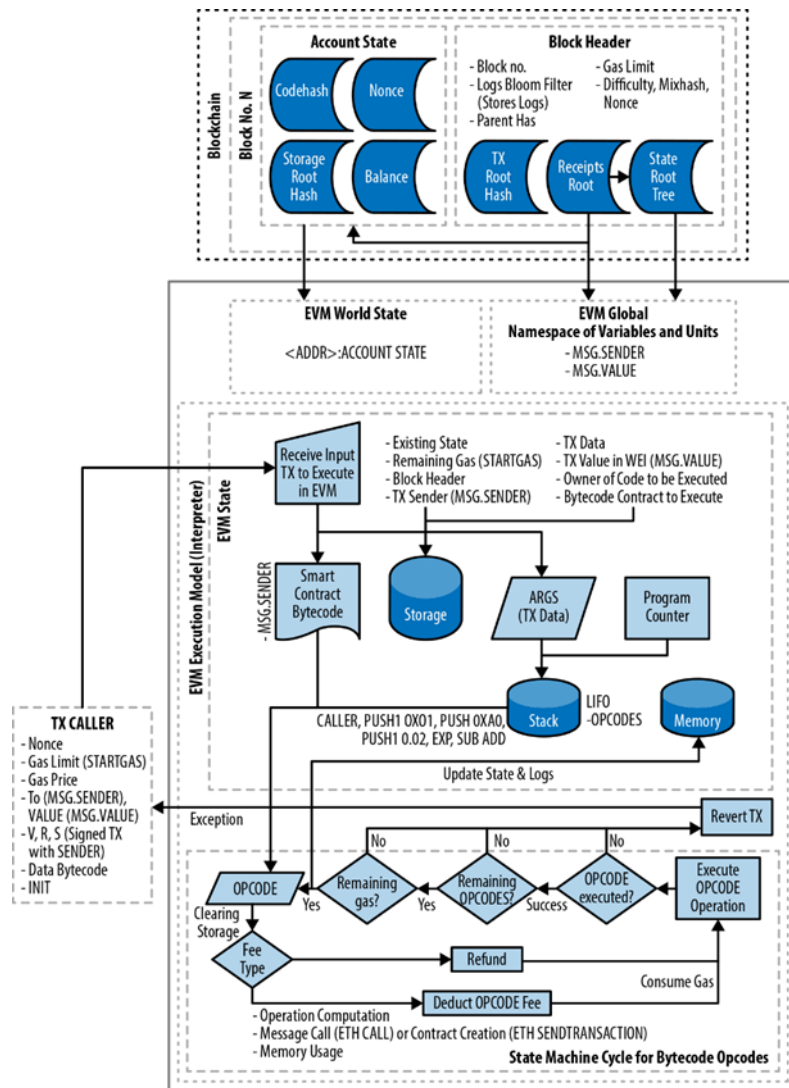 Blockchain
Block No. N
Account State
Codehash
Nonce
Storage
Root
Hash
Balance
Block Header
- Block no.
- Logs Bloom Filter
(Stores Logs)
- Parent Has
- Gas Limit
- Difficulty, Mixhash,
Nonce
TX
Root
Hash
Receipts
Root
State
Root
Tree
EVM World State
<ADDR>:ACCOUNT STATE
EVM Global
Namespace of Variables and Units
- MSG.SENDER
- MSG.VALUE
EVM Execution Model (Interpreter)
EVM State
Receive Input
TX to Execute
in EVM
- Existing State
- Remaining Gas (STARTGAS)
- Block Header
- TX Sender (MSG.SENDER)
- TX Data
- TX Value in WEI (MSG.VALUE)
- Owner of Code to be Executed
- Bytecode Contract to Execute
- MSG.SENDER
Smart
Contract
Bytecode
Storage
ARGS
(TX Data)
Program
Counter
CALLER, PUSH1 0X01, PUSH 0XA0,
PUSH1 0.02, EXP, SUB ADD
Stack
LIFO
-OPCODES
Memory
Update State & Logs
TX CALLER
- Nonce
- Gas Limit (STARTGAS)
- Gas Price
- To (MSG.SENDER),
VALUE (MSG.VALUE)
- V, R, S (Signed TX
with SENDER)
- Data Bytecode
- INIT
Exception
Revert TX
No
No
No
OPCODE
Yes
Remaining
gas?
Yes
Remaining
OPCODES?
Success
OPCODE
executed?
Execute
OPCODE
Operation
Clearing
Storage
Fee
Type
Refund
Consume Gas
Deduct OPCODE Fee
- Operation Computation
- Message Call (ETH CALL) or Contract Creation (ETH SENDTRANSACTION)
- Memory Usage
State Machine Cycle for Bytecode Opcodes